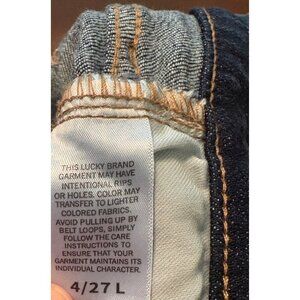 THIS LUCKY BRAND
GARMENT MAY HAVE
INTENTIONAL RIPS
OR HOLES. COLOR MAY
TRANSFER TO LIGHTER
COLORED FABRICS.
AVOID PULLING UP BY
BELT LOOPS, SIMPLY
FOLLOW THE CARE
INSTRUCTIONS TO
ENSURE THAT YOUR
GARMENT MAINTAINS ITS
INDIVIDUAL CHARACTER.
4/27 L